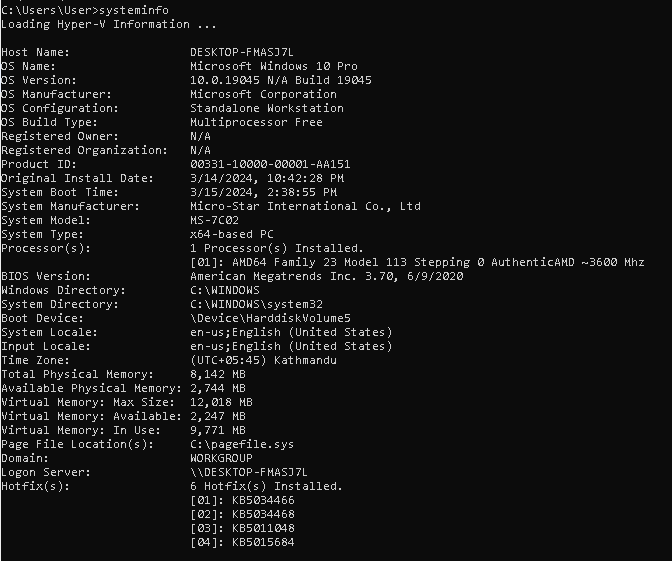 C:\Users\User>systeminfo
Loading Hyper-V Information ...
Host Name: DESKTOP-FMASJ7L
OS Name: Microsoft Windows 10 Pro
OS Version: 10.0.19045 N/A Build 19045
OS Manufacturer: Microsoft Corporation
OS Configuration: Standalone Workstation
OS Build Type: Multiprocessor Free
Registered Owner: N/A
Registered Organization: N/A
Product ID: 00331-10000-00001-AA151
Original Install Date: 3/14/2024, 10:42:28 PM
System Boot Time: 3/15/2024, 2:38:55 PM
System Manufacturer: Micro-Star International Co., Ltd
System Model: MS-7C02
System Type: x64-based PC
Processor(s): 1 Processor(s) Installed.
[01]: AMD64 Family 23 Model 113 Stepping 0 AuthenticAMD ~3600 Mhz
BIOS Version: American Megatrends Inc. 3.70, 6/9/2020
Windows Directory: C:\WINDOWS
System Directory: C:\WINDOWS\system32
Boot Device: \Device\HarddiskVolume5
System Locale: en-us;English (United States)
Input Locale: en-us;English (United States)
Time Zone: (UTC+05:45) Kathmandu
Total Physical Memory: 8,142 MB
Available Physical Memory: 2,744 MB
Virtual Memory: Max Size: 12,018 MB
Virtual Memory: Available: 2,247 MB
Virtual Memory: In Use: 9,771 MB
Page File Location(s): C:\pagefile.sys
Domain: WORKGROUP
Logon Server: \\DESKTOP-FMASJ7L
Hotfix(s): 6 Hotfix(s) Installed.
[01]: KB5034466
[02]: KB5034468
[03]: KB5011048
[04]: KB5015684